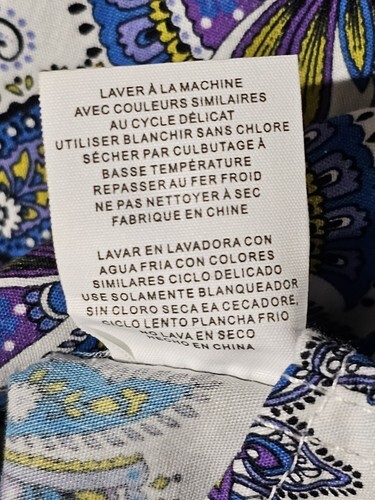 LAVER À LA MACHINE
AVEC COULEURS SIMILAIRES
AU CYCLE DÉLICAT
UTILISER BLANCHIR SANS CHLORE
SÉCHER PAR CULBUTAGE À
BASSE TEMPÉRATURE
REPASSER AU FER FROID
NE PAS NETTOYER À SEC
FABRIQUE EN CHINE
LAVAR EN LAVADORA CON
AGUA FRIA CON COLORES
SIMILARES CICLO DELICADO
USE SOLAMENTE BLANQUEADOR
SIN CLORO SECA EA CECADORE,
CICLO LENTO PLANCHA FRIO
LAVA EN SECO
EN CHINA